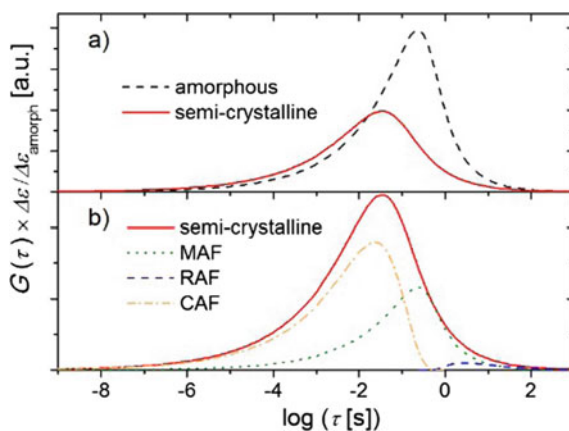 G(τ) × Δε/Δε_amorph [a.u.]
a)
amorphous
semi-crystalline
b)
semi-crystalline
MAF
RAF
CAF
-8 -6 -4 -2 0 2
log (τ [s])